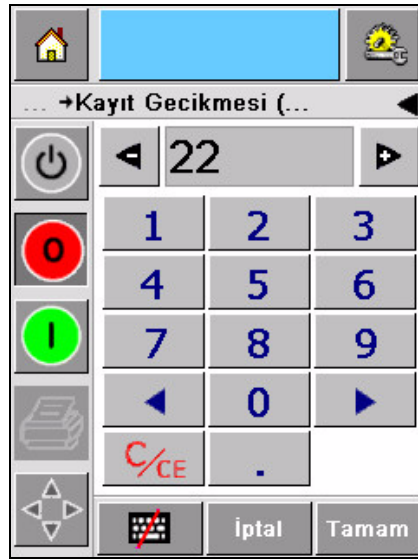 ... →Kayıt Gecikmesi (...
22
1 2 3
4 5 6
7 8 9
0
C/CE .
İptal Tamam